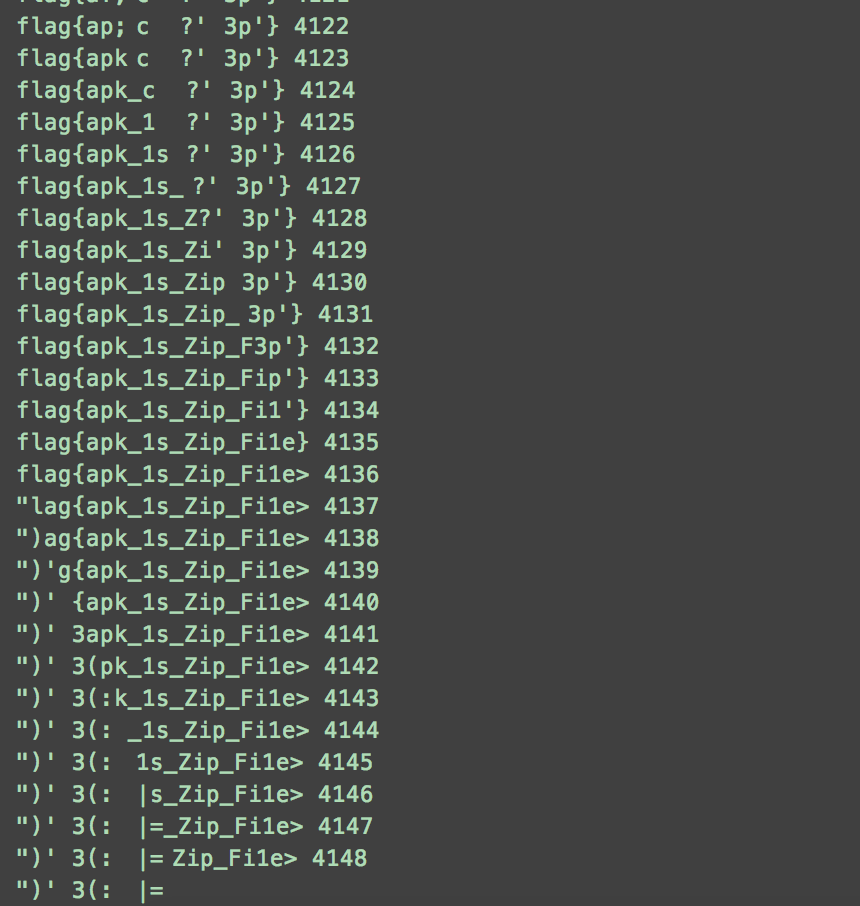 flag{ap; c   ?'  3p'} 4122
flag{apk c   ?'  3p'} 4123
flag{apk_c   ?'  3p'} 4124
flag{apk_1   ?'  3p'} 4125
flag{apk_1s ?'  3p'} 4126
flag{apk_1s_ ?'  3p'} 4127
flag{apk_1s_Z?'  3p'} 4128
flag{apk_1s_Zi'  3p'} 4129
flag{apk_1s_Zip  3p'} 4130
flag{apk_1s_Zip_ 3p'} 4131
flag{apk_1s_Zip_F3p'} 4132
flag{apk_1s_Zip_Fip'} 4133
flag{apk_1s_Zip_Fi1'} 4134
flag{apk_1s_Zip_Fi1e} 4135
flag{apk_1s_Zip_Fi1e> 4136
"lag{apk_1s_Zip_Fi1e> 4137
")ag{apk_1s_Zip_Fi1e> 4138
")'g{apk_1s_Zip_Fi1e> 4139
")' {apk_1s_Zip_Fi1e> 4140
")' 3apk_1s_Zip_Fi1e> 4141
")' 3(pk_1s_Zip_Fi1e> 4142
")' 3(:k_1s_Zip_Fi1e> 4143
")' 3(: _1s_Zip_Fi1e> 4144
")' 3(:  1s_Zip_Fi1e> 4145
")' 3(:  |s_Zip_Fi1e> 4146
")' 3(:  |=_Zip_Fi1e> 4147
")' 3(:  |= Zip_Fi1e> 4148
")' 3(:  |=